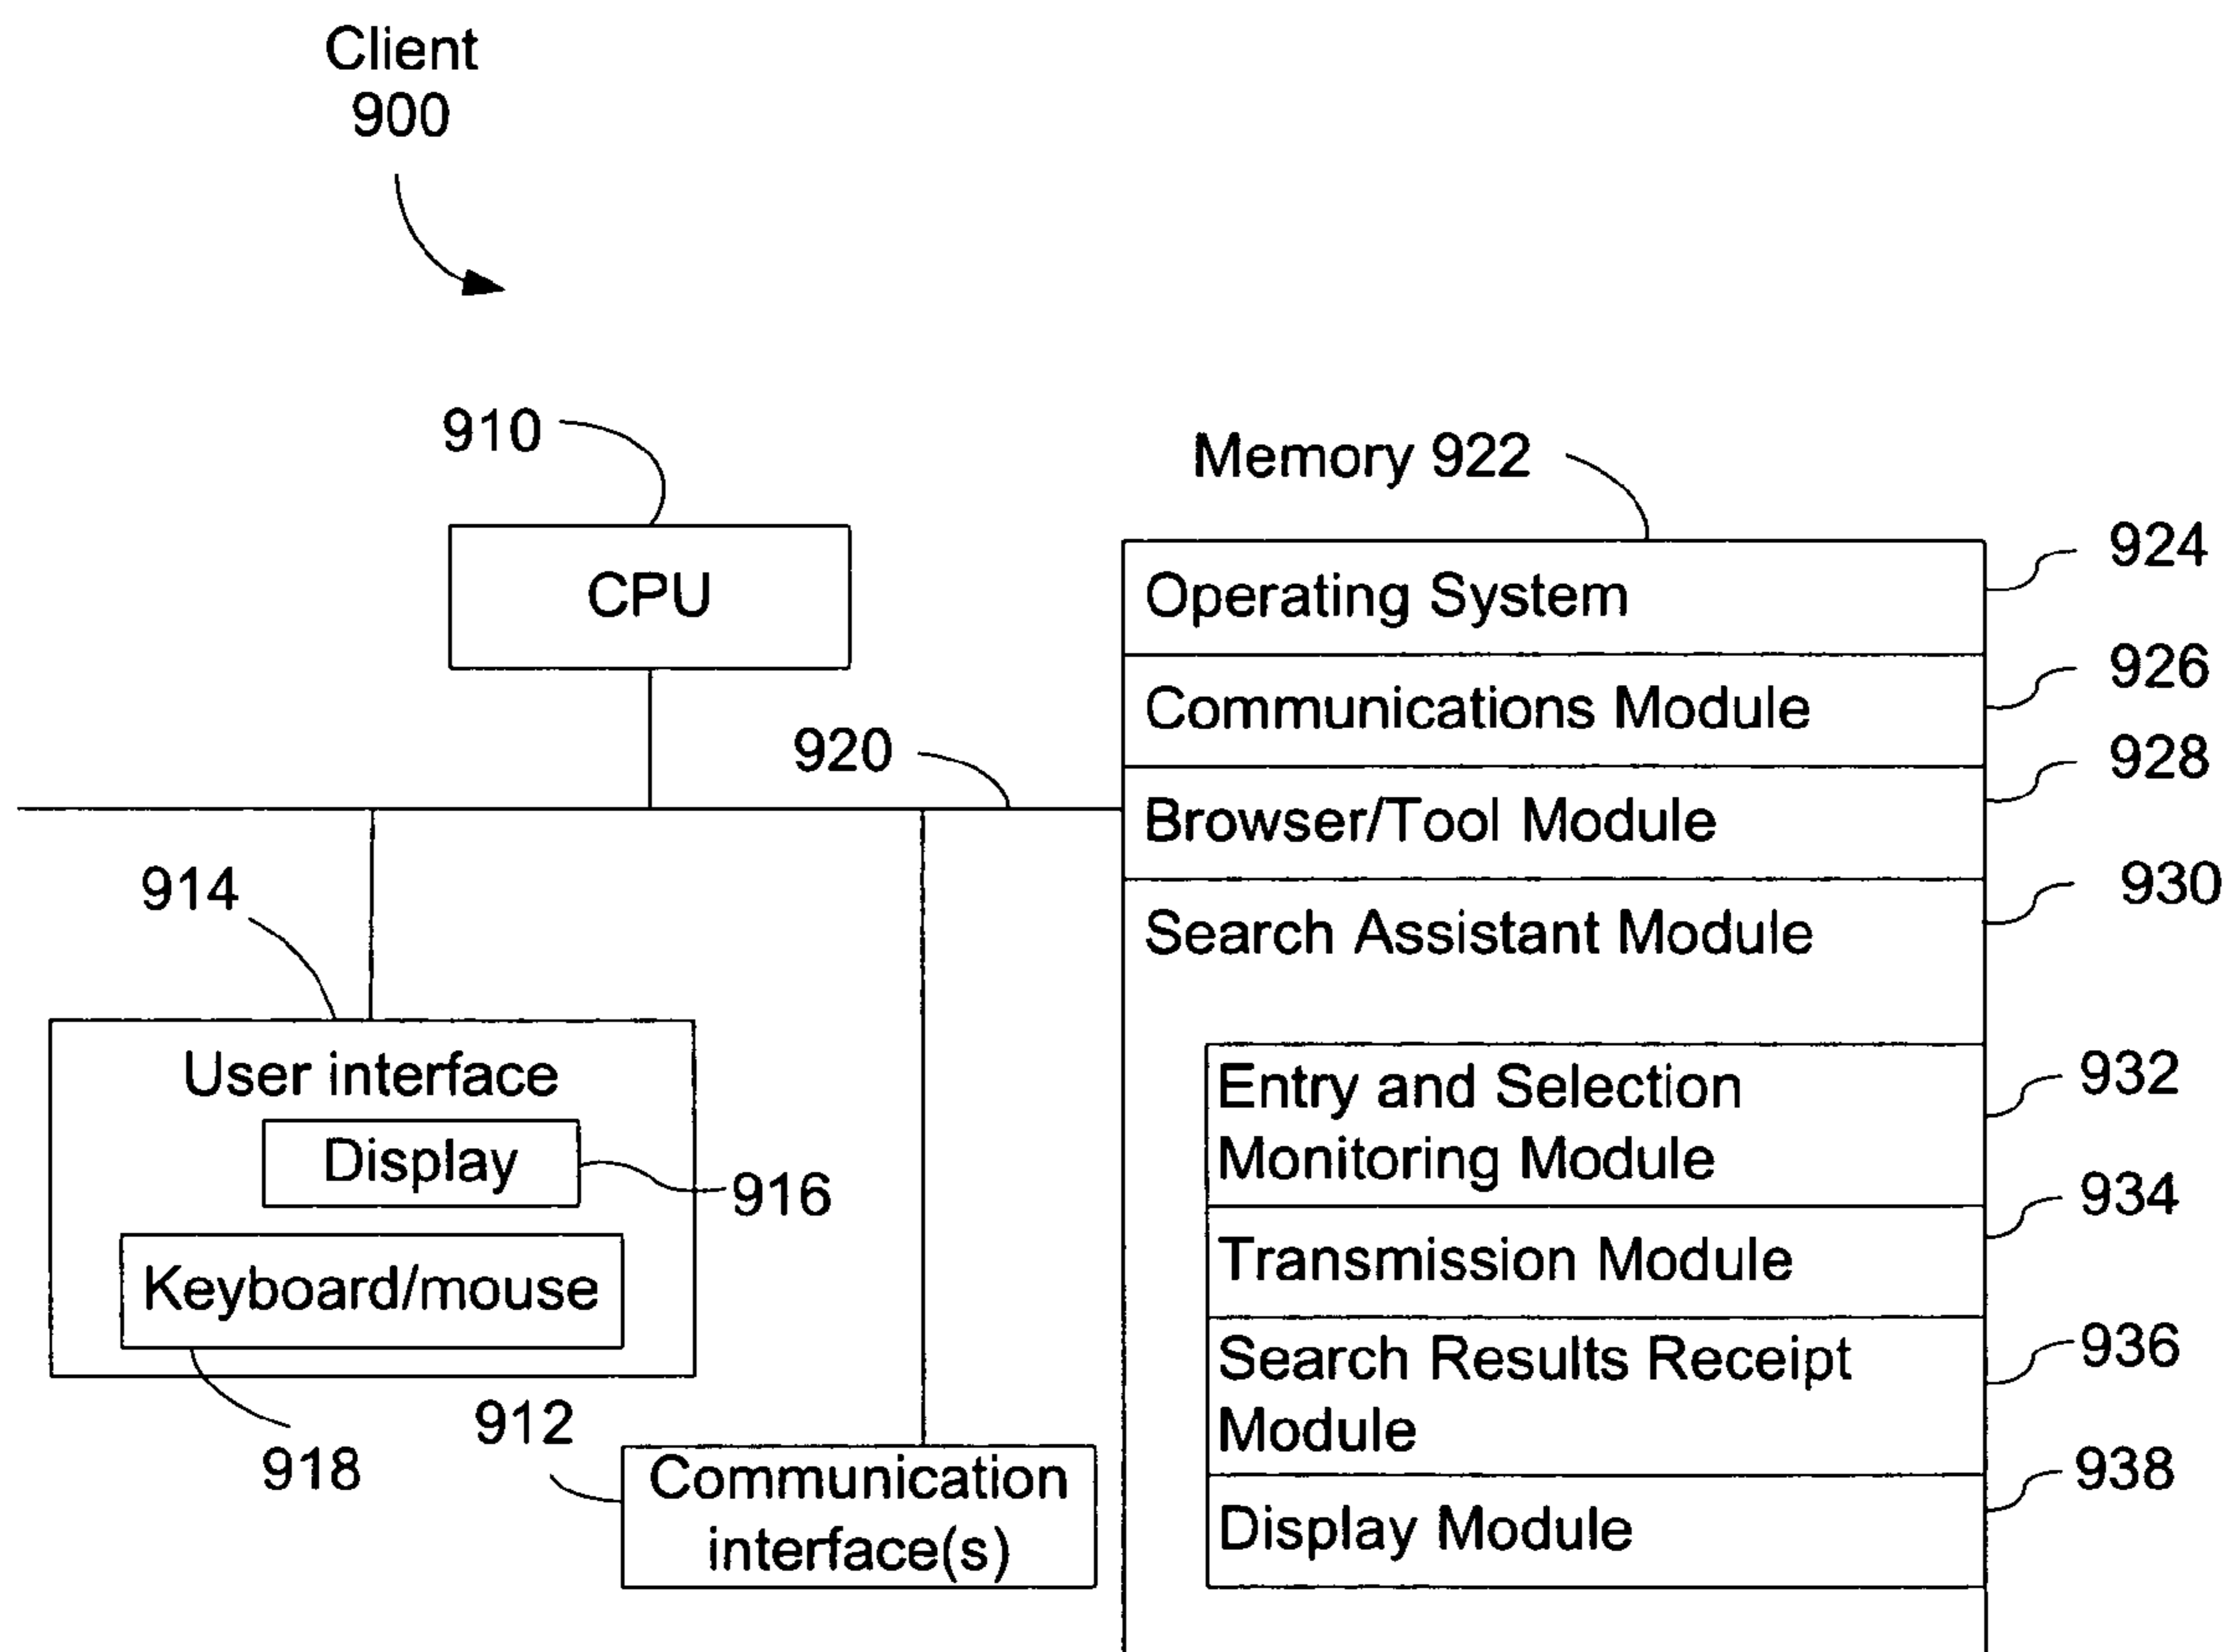 Client
900
910
CPU
920
914
User interface
Display
916
Keyboard/mouse
918
912
Communication
interface(s)
Memory 922
Operating System
924
Communications Module
926
Browser/Tool Module
928
Search Assistant Module
930
Entry and Selection
Monitoring Module
932
Transmission Module
934
Search Results Receipt
Module
936
Display Module
938